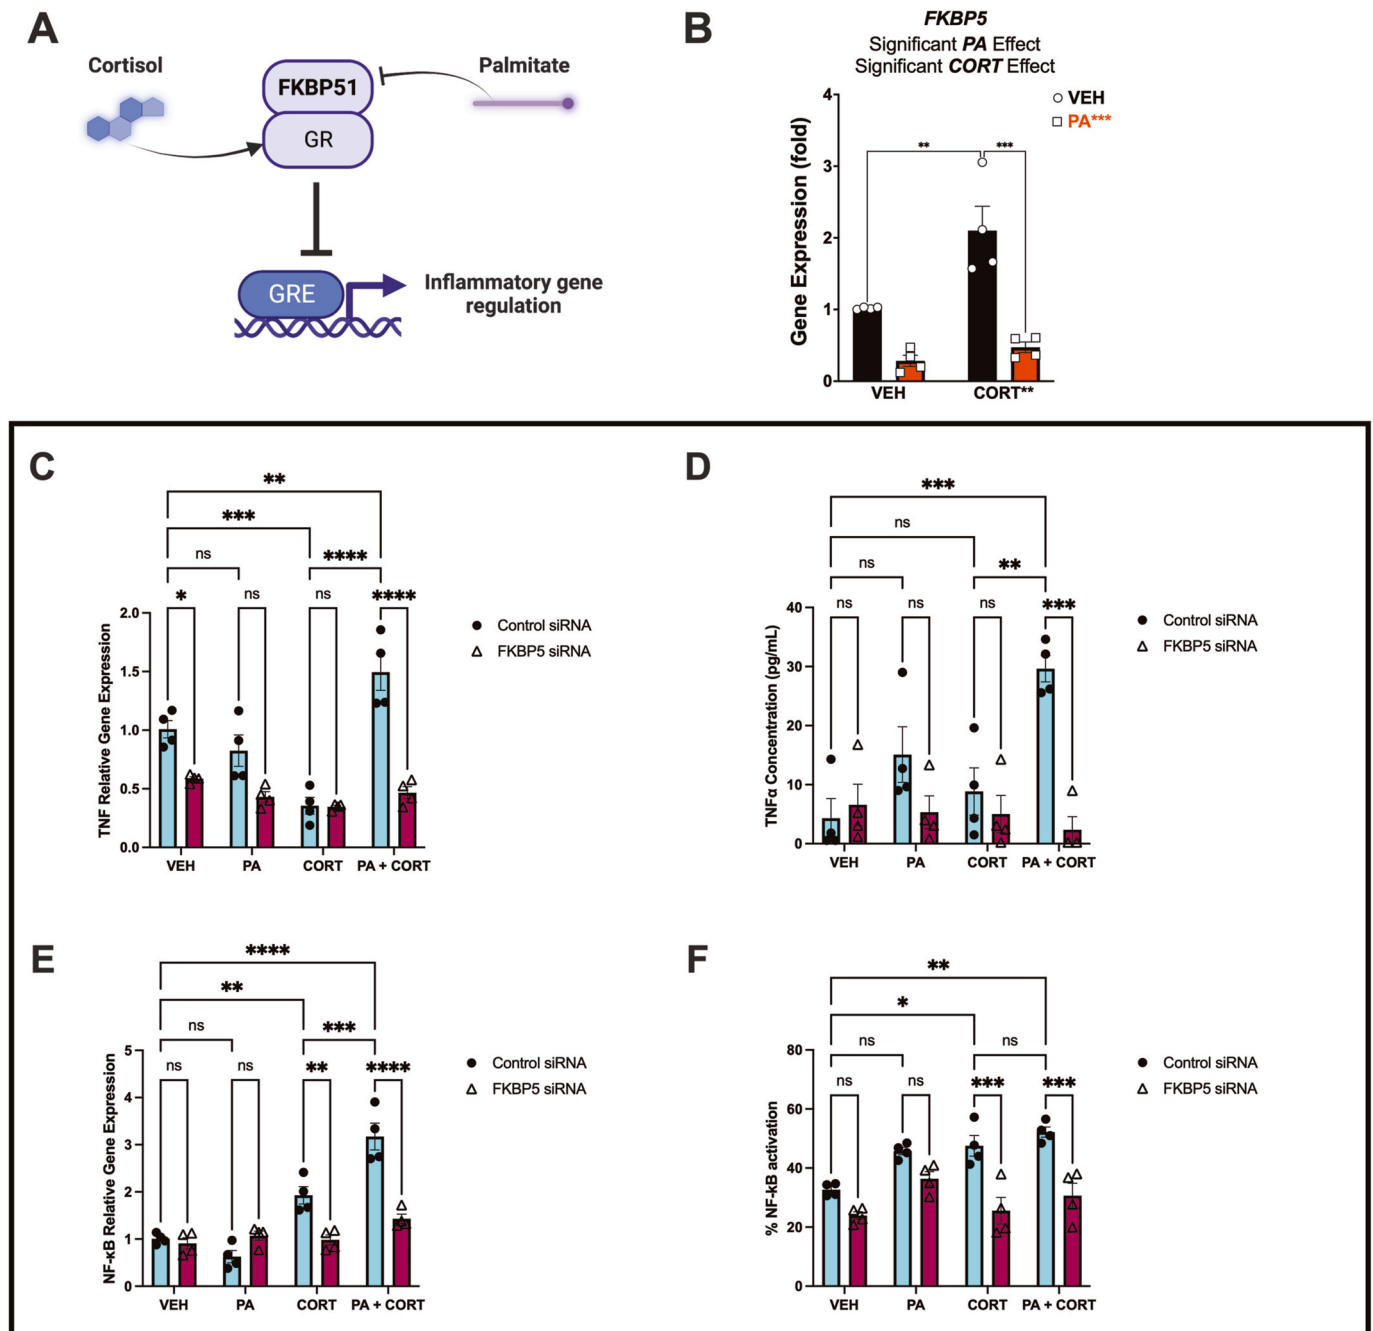 A
Cortisol
FKBP51
Palmitate
GR
GRE
Inflammatory gene
regulation
B
FKBP5
Significant PA Effect
Significant CORT Effect
VEH
PA***
Gene Expression (fold)
4
3
2
1
0
**
***
VEH
CORT**
C
**
***
ns
****
*
ns
ns
****
Control siRNA
FKBP5 siRNA
TNF Relative Gene Expression
2.0
1.5
1.0
0.5
0.0
VEH
PA
CORT
PA + CORT
D
***
ns
ns
**
ns
ns
ns
***
Control siRNA
FKBP5 siRNA
TNFα Concentration (pg/mL)
40
30
20
10
0
VEH
PA
CORT
PA + CORT
E
****
**
ns
***
ns
ns
**
****
Control siRNA
FKBP5 siRNA
NF-κB Relative Gene Expression
5
4
3
2
1
0
VEH
PA
CORT
PA + CORT
F
**
*
ns
ns
ns
ns
***
***
Control siRNA
FKBP5 siRNA
% NF-kB activation
80
60
40
20
0
VEH
PA
CORT
PA + CORT